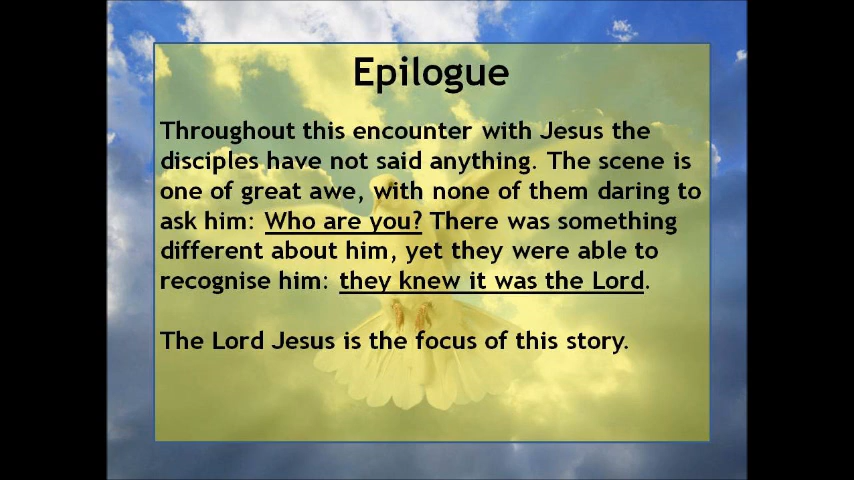 Epilogue
Throughout this encounter with Jesus the
disciples have not said anything. The scene is
one of great awe, with none of them daring to
ask him: Who are you? There was something
different about him, yet they were able to
recognise him: they knew it was the Lord.
The Lord Jesus is the focus of this story.